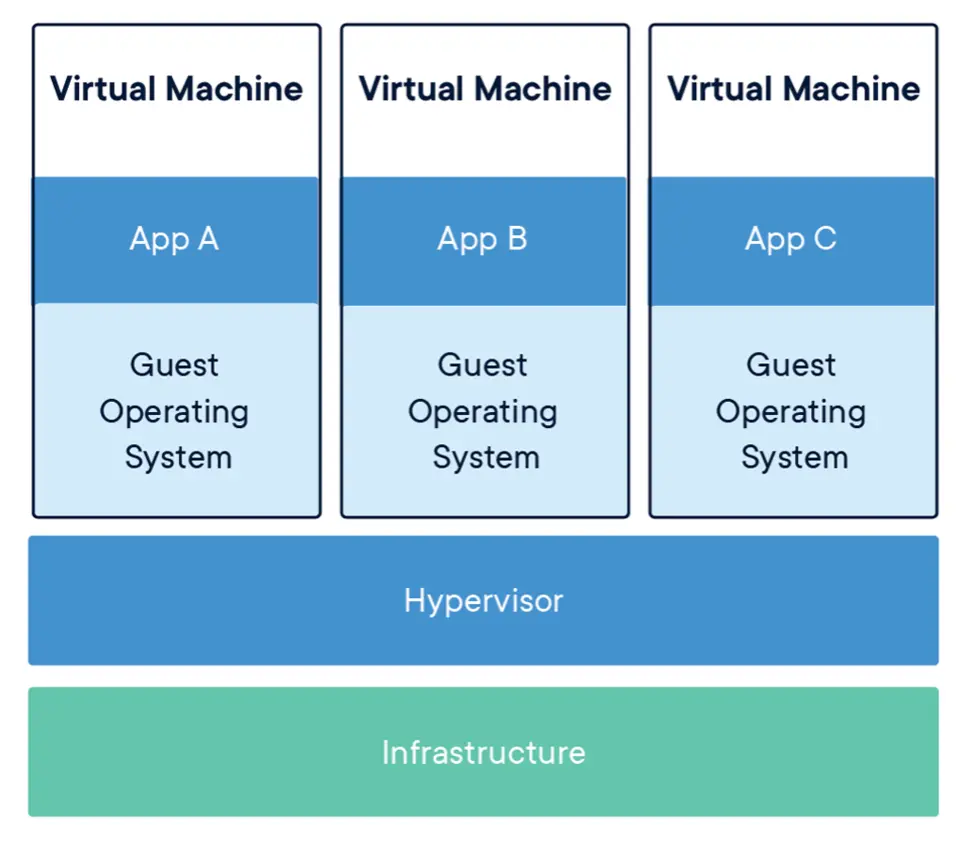 Virtual Machine
Virtual Machine
Virtual Machine
App A
App B
App C
Guest
Operating
System
Guest
Operating
System
Guest
Operating
System
Hypervisor
Infrastructure